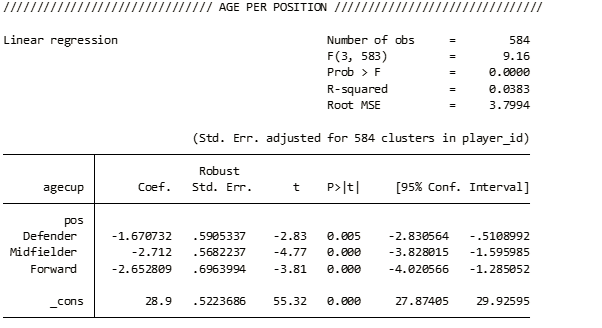 /////////////////////////////// AGE PER POSITION ///////////////////////////////
Linear regression Number of obs = 584
F(3, 583) = 9.16
Prob > F = 0.0000
R-squared = 0.0383
Root MSE = 3.7994
(Std. Err. adjusted for 584 clusters in player_id)
Robust
agecup Coef. Std. Err. t P>|t| [95% Conf. Interval]
pos
Defender -1.670732 .5905337 -2.83 0.005 -2.830564 -.5108992
Midfielder -2.712 .5682237 -4.77 0.000 -3.828015 -1.595985
Forward -2.652809 .6963994 -3.81 0.000 -4.020566 -1.285052
_cons 28.9 .5223686 55.32 0.000 27.87405 29.92595